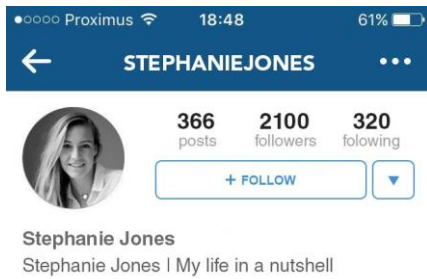 Proximus 18:48 61%
STEPHANIEJONES
366 2100 320
posts followers folowing
+ FOLLOW
Stephanie Jones
Stephanie Jones I My life in a nutshell